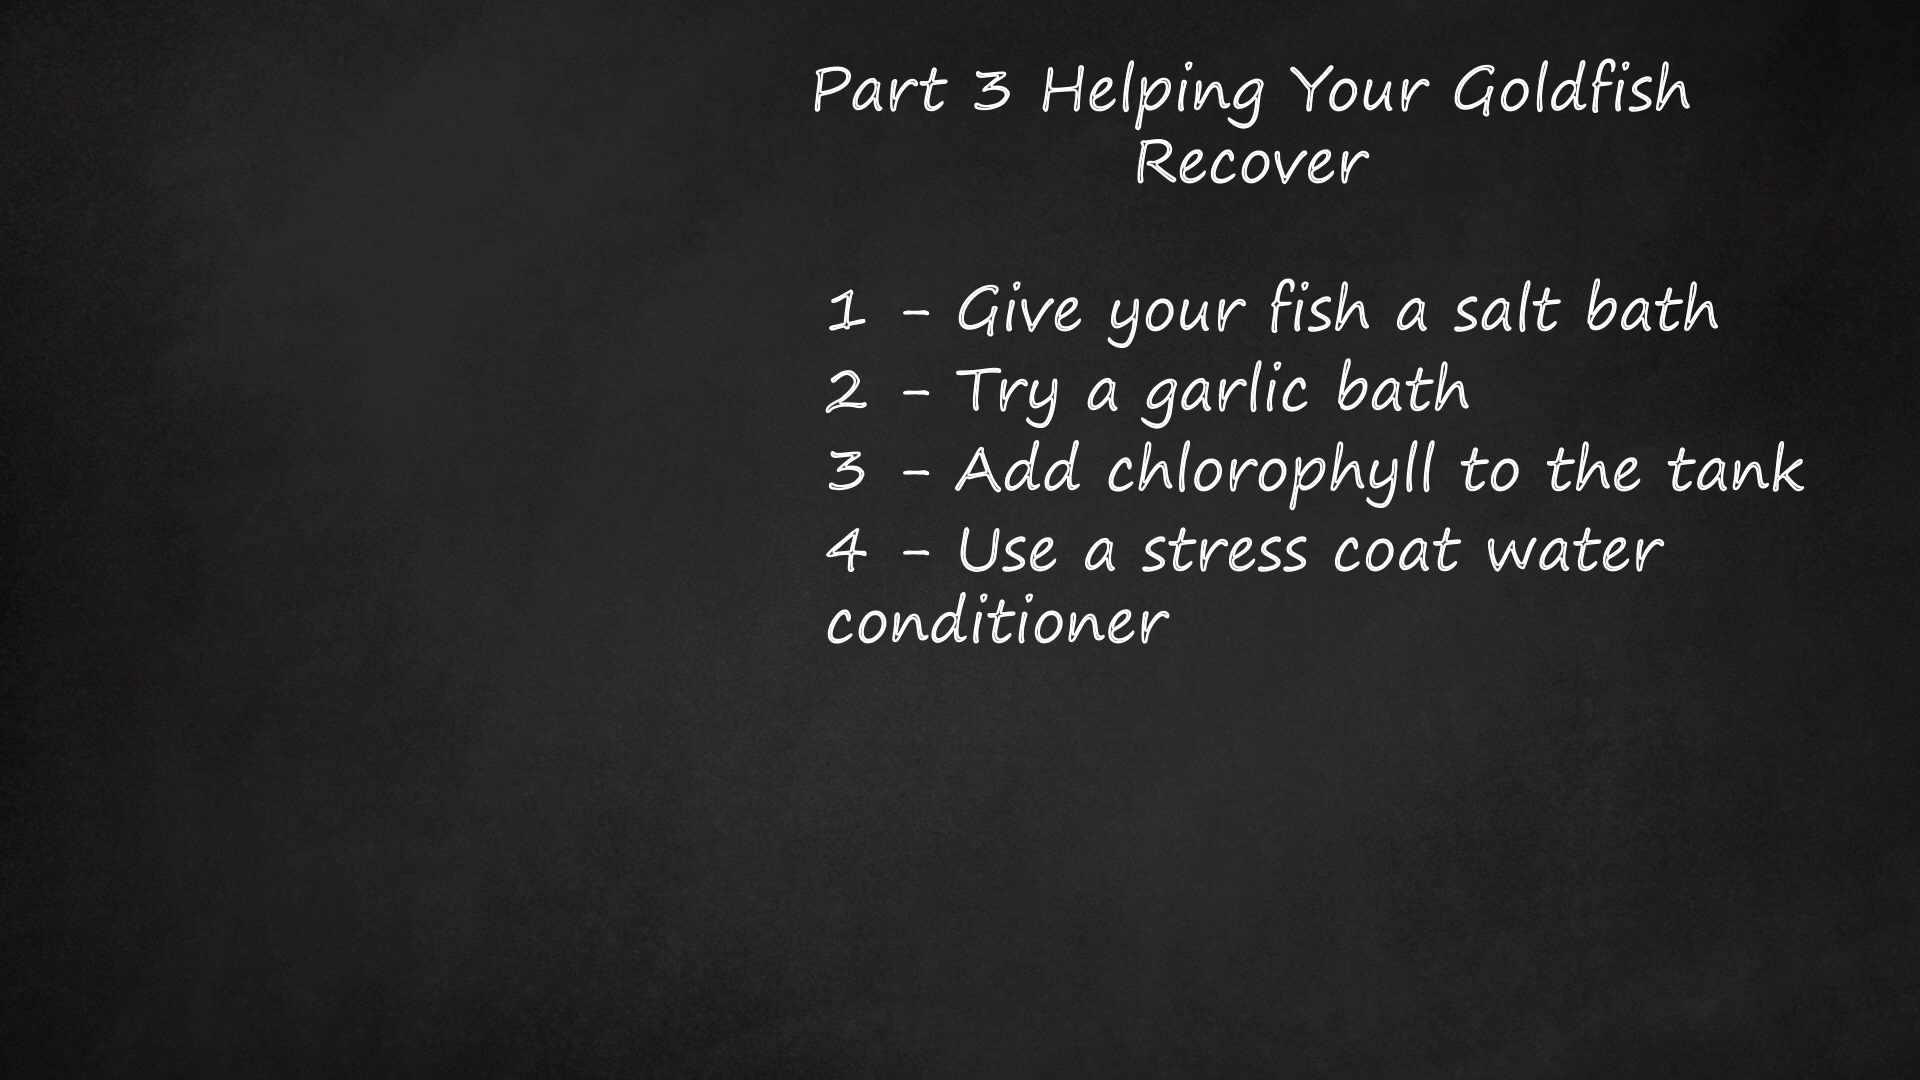 Part 3 Helping Your Goldfish
Recover
1 - Give your fish a salt bath
2 - Try a garlic bath
3 - Add chlorophyll to the tank
4 - Use a stress coat water
conditioner